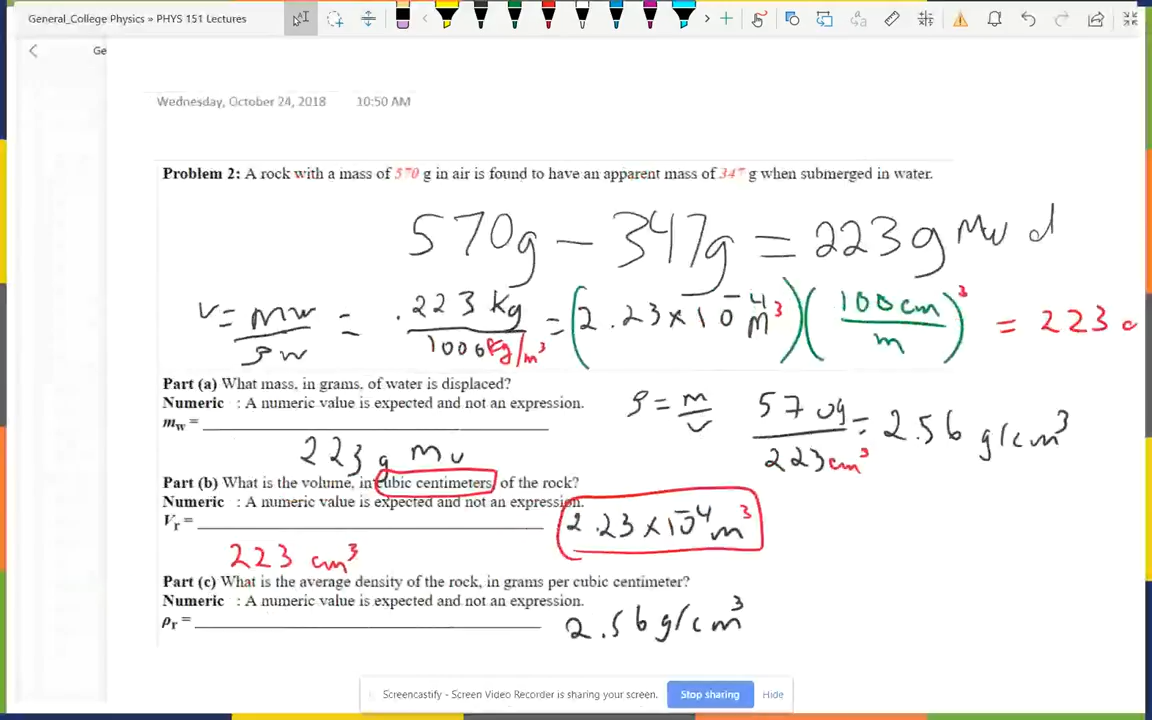 General_College Physics » PHYS 151 Lectures
Ge
Wednesday, October 24, 2018 10:50 AM
Problem 2: A rock with a mass of 570 g in air is found to have an apparent mass of 347 g when submerged in water.
570g - 347g = 223g Mw d
V = mw/ρw = .223 kg/1000 kg/m³ = (2.23×10⁻⁴ m³)(100cm/m)³ = 223 c
Part (a) What mass, in grams, of water is displaced?
Numeric : A numeric value is expected and not an expression.
ρ = m/v 570g/223cm³ = 2.56 g/cm³
mw =
223g
Part (b) What is the volume, in cubic centimeters, of the rock?
Numeric : A numeric value is expected and not an expression.
Vr =
2.23×10⁻⁴ m³
223 cm³
Part (c) What is the average density of the rock, in grams per cubic centimeter?
Numeric : A numeric value is expected and not an expression.
ρr =
2.56 g/cm³
Screencastify - Screen Video Recorder is sharing your screen. Stop sharing Hide